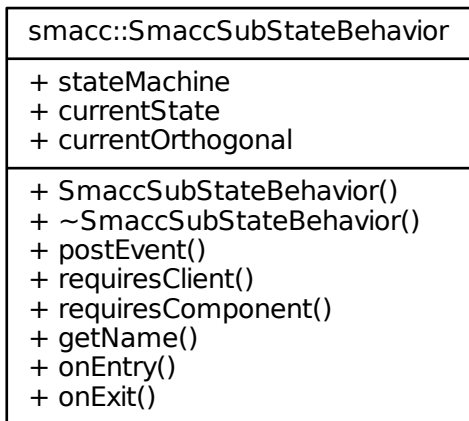 smacc::SmaccSubStateBehavior
+ stateMachine
+ currentState
+ currentOrthogonal
+ SmaccSubStateBehavior()
+ ~SmaccSubStateBehavior()
+ postEvent()
+ requiresClient()
+ requiresComponent()
+ getName()
+ onEntry()
+ onExit()